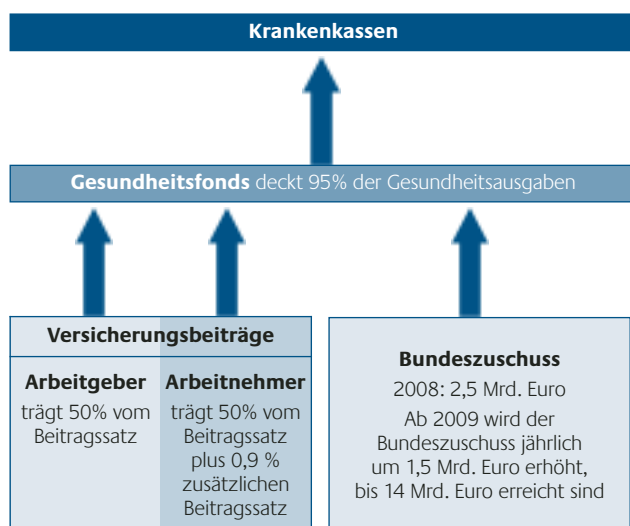 Krankenkassen
Gesundheitsfonds deckt 95% der Gesundheitsausgaben
Versicherungsbeiträge
Arbeitgeber
trägt 50% vom
Beitragssatz
Arbeitnehmer
trägt 50% vom
Beitragssatz
plus 0,9 %
zusätzlichen
Beitragssatz
Bundeszuschuss
2008: 2,5 Mrd. Euro
Ab 2009 wird der
Bundeszuschuss jährlich
um 1,5 Mrd. Euro erhöht,
bis 14 Mrd. Euro erreicht sind